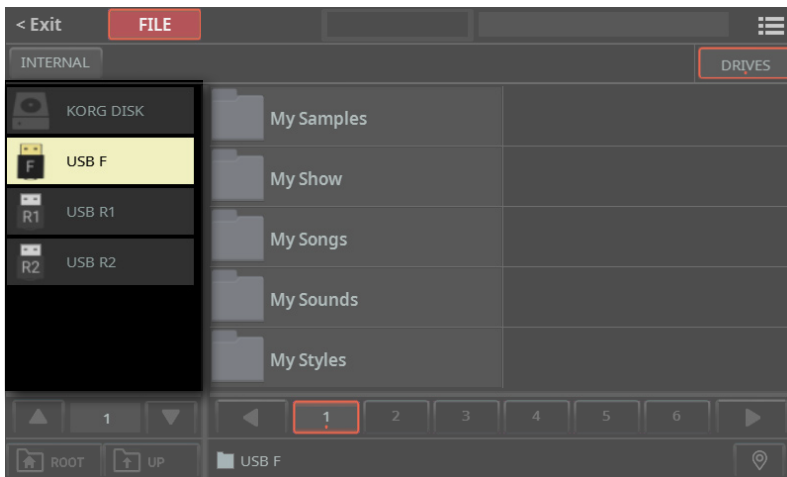 < Exit FILE
INTERNAL DRIVES
KORG DISK
F USB F
R1 USB R1
R2 USB R2
My Samples
My Show
My Songs
My Sounds
My Styles
1 1 2 3 4 5 6
ROOT UP USB F